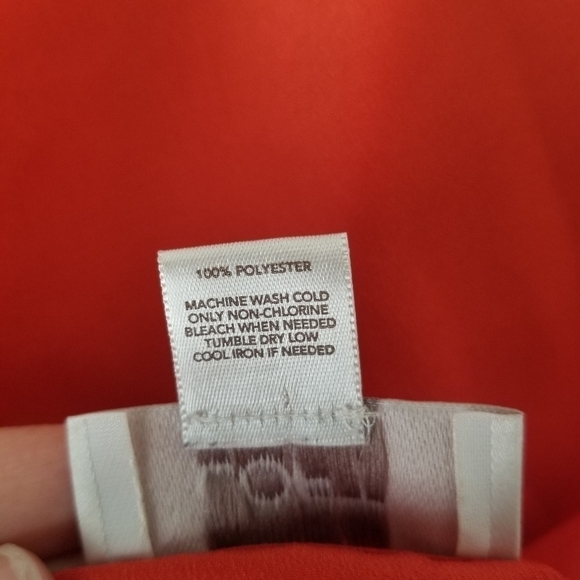 100% POLYESTER
MACHINE WASH COLD
ONLY NON-CHLORINE
BLEACH WHEN NEEDED
TUMBLE DRY LOW
COOL IRON IF NEEDED